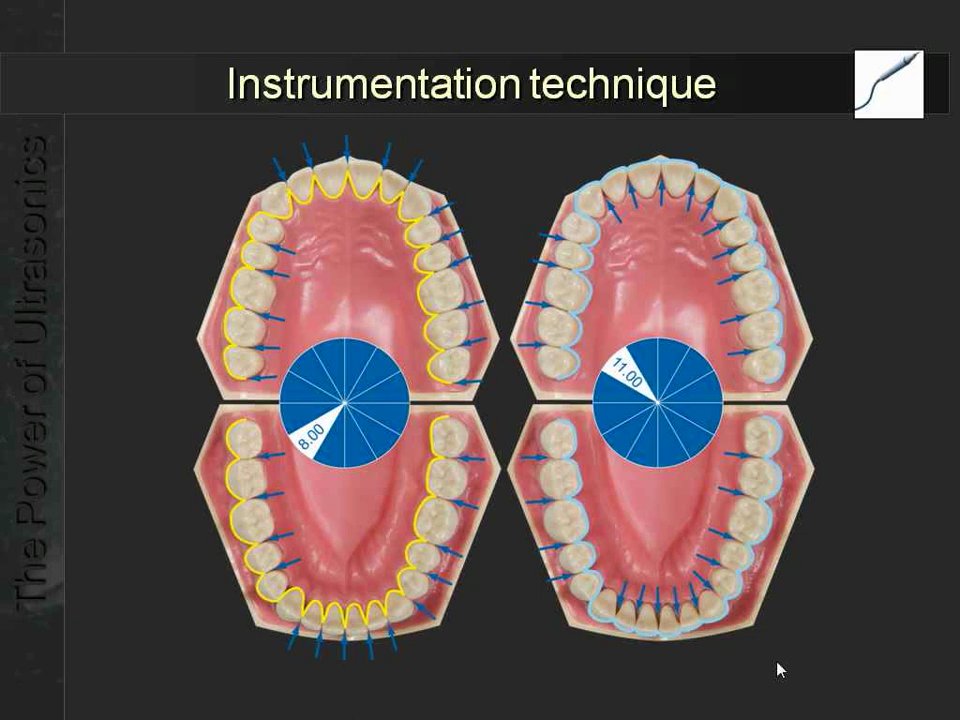 Instrumentation technique
The Power of Ultrasonics
8.00
11.00